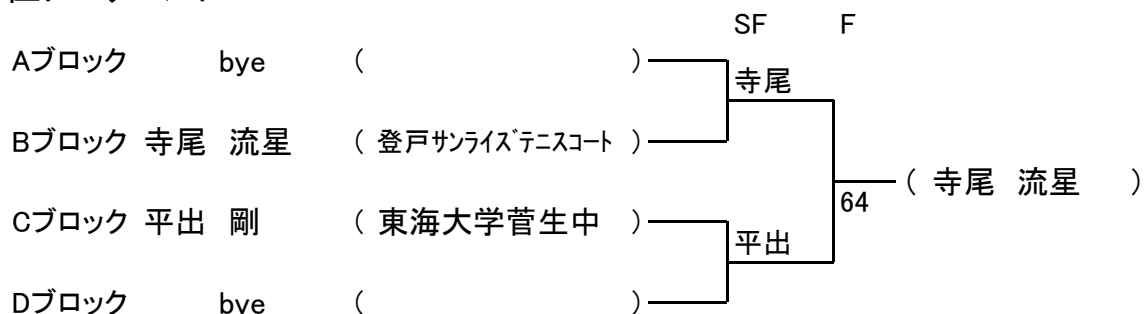 SF F
Aブロック bye ( )
寺尾
Bブロック 寺尾 流星 ( 登戸サンライズテニスコート )
( 寺尾 流星 )
64
Cブロック 平出 剛 ( 東海大学菅生中 )
平出
Dブロック bye ( )